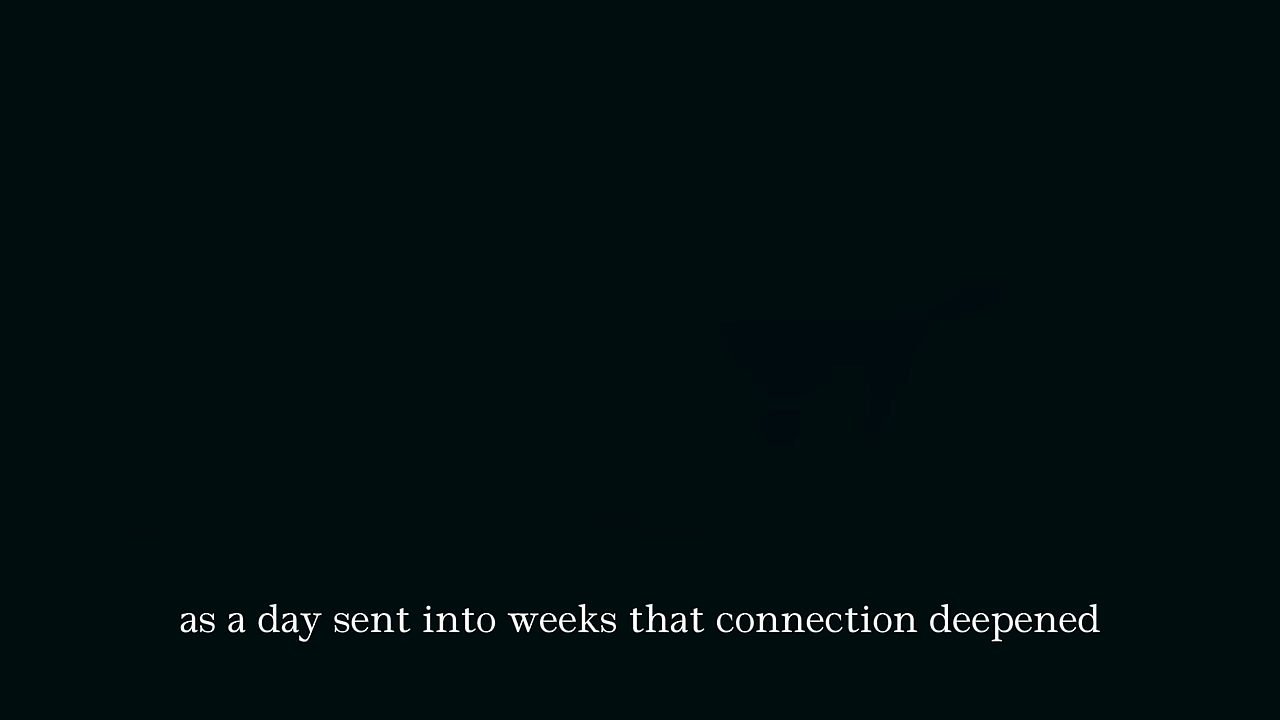 as a day sent into weeks that connection deepened